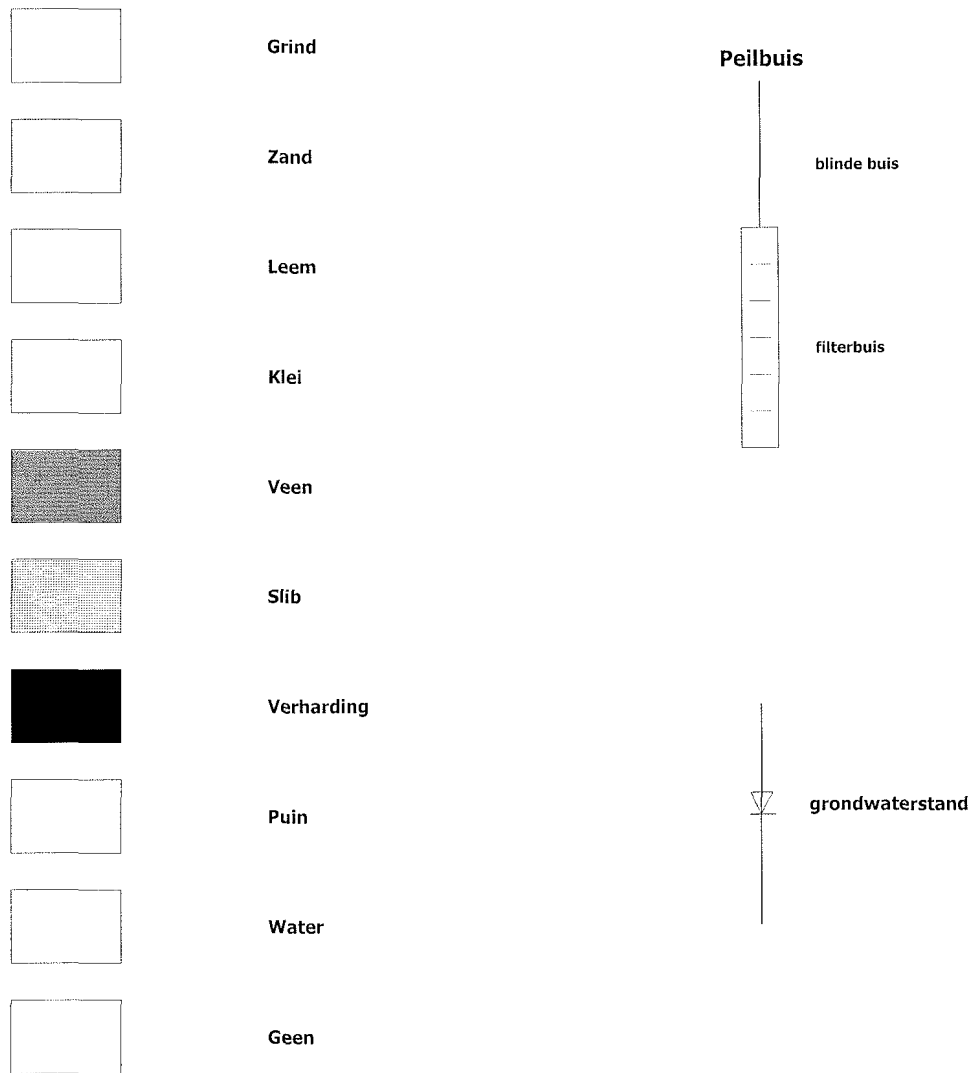 Grind
Zand
Leem
Klei
Veen
Slib
Verharding
Puin
Water
Geen
Peilbuis
blinde buis
filterbuis
grondwaterstand